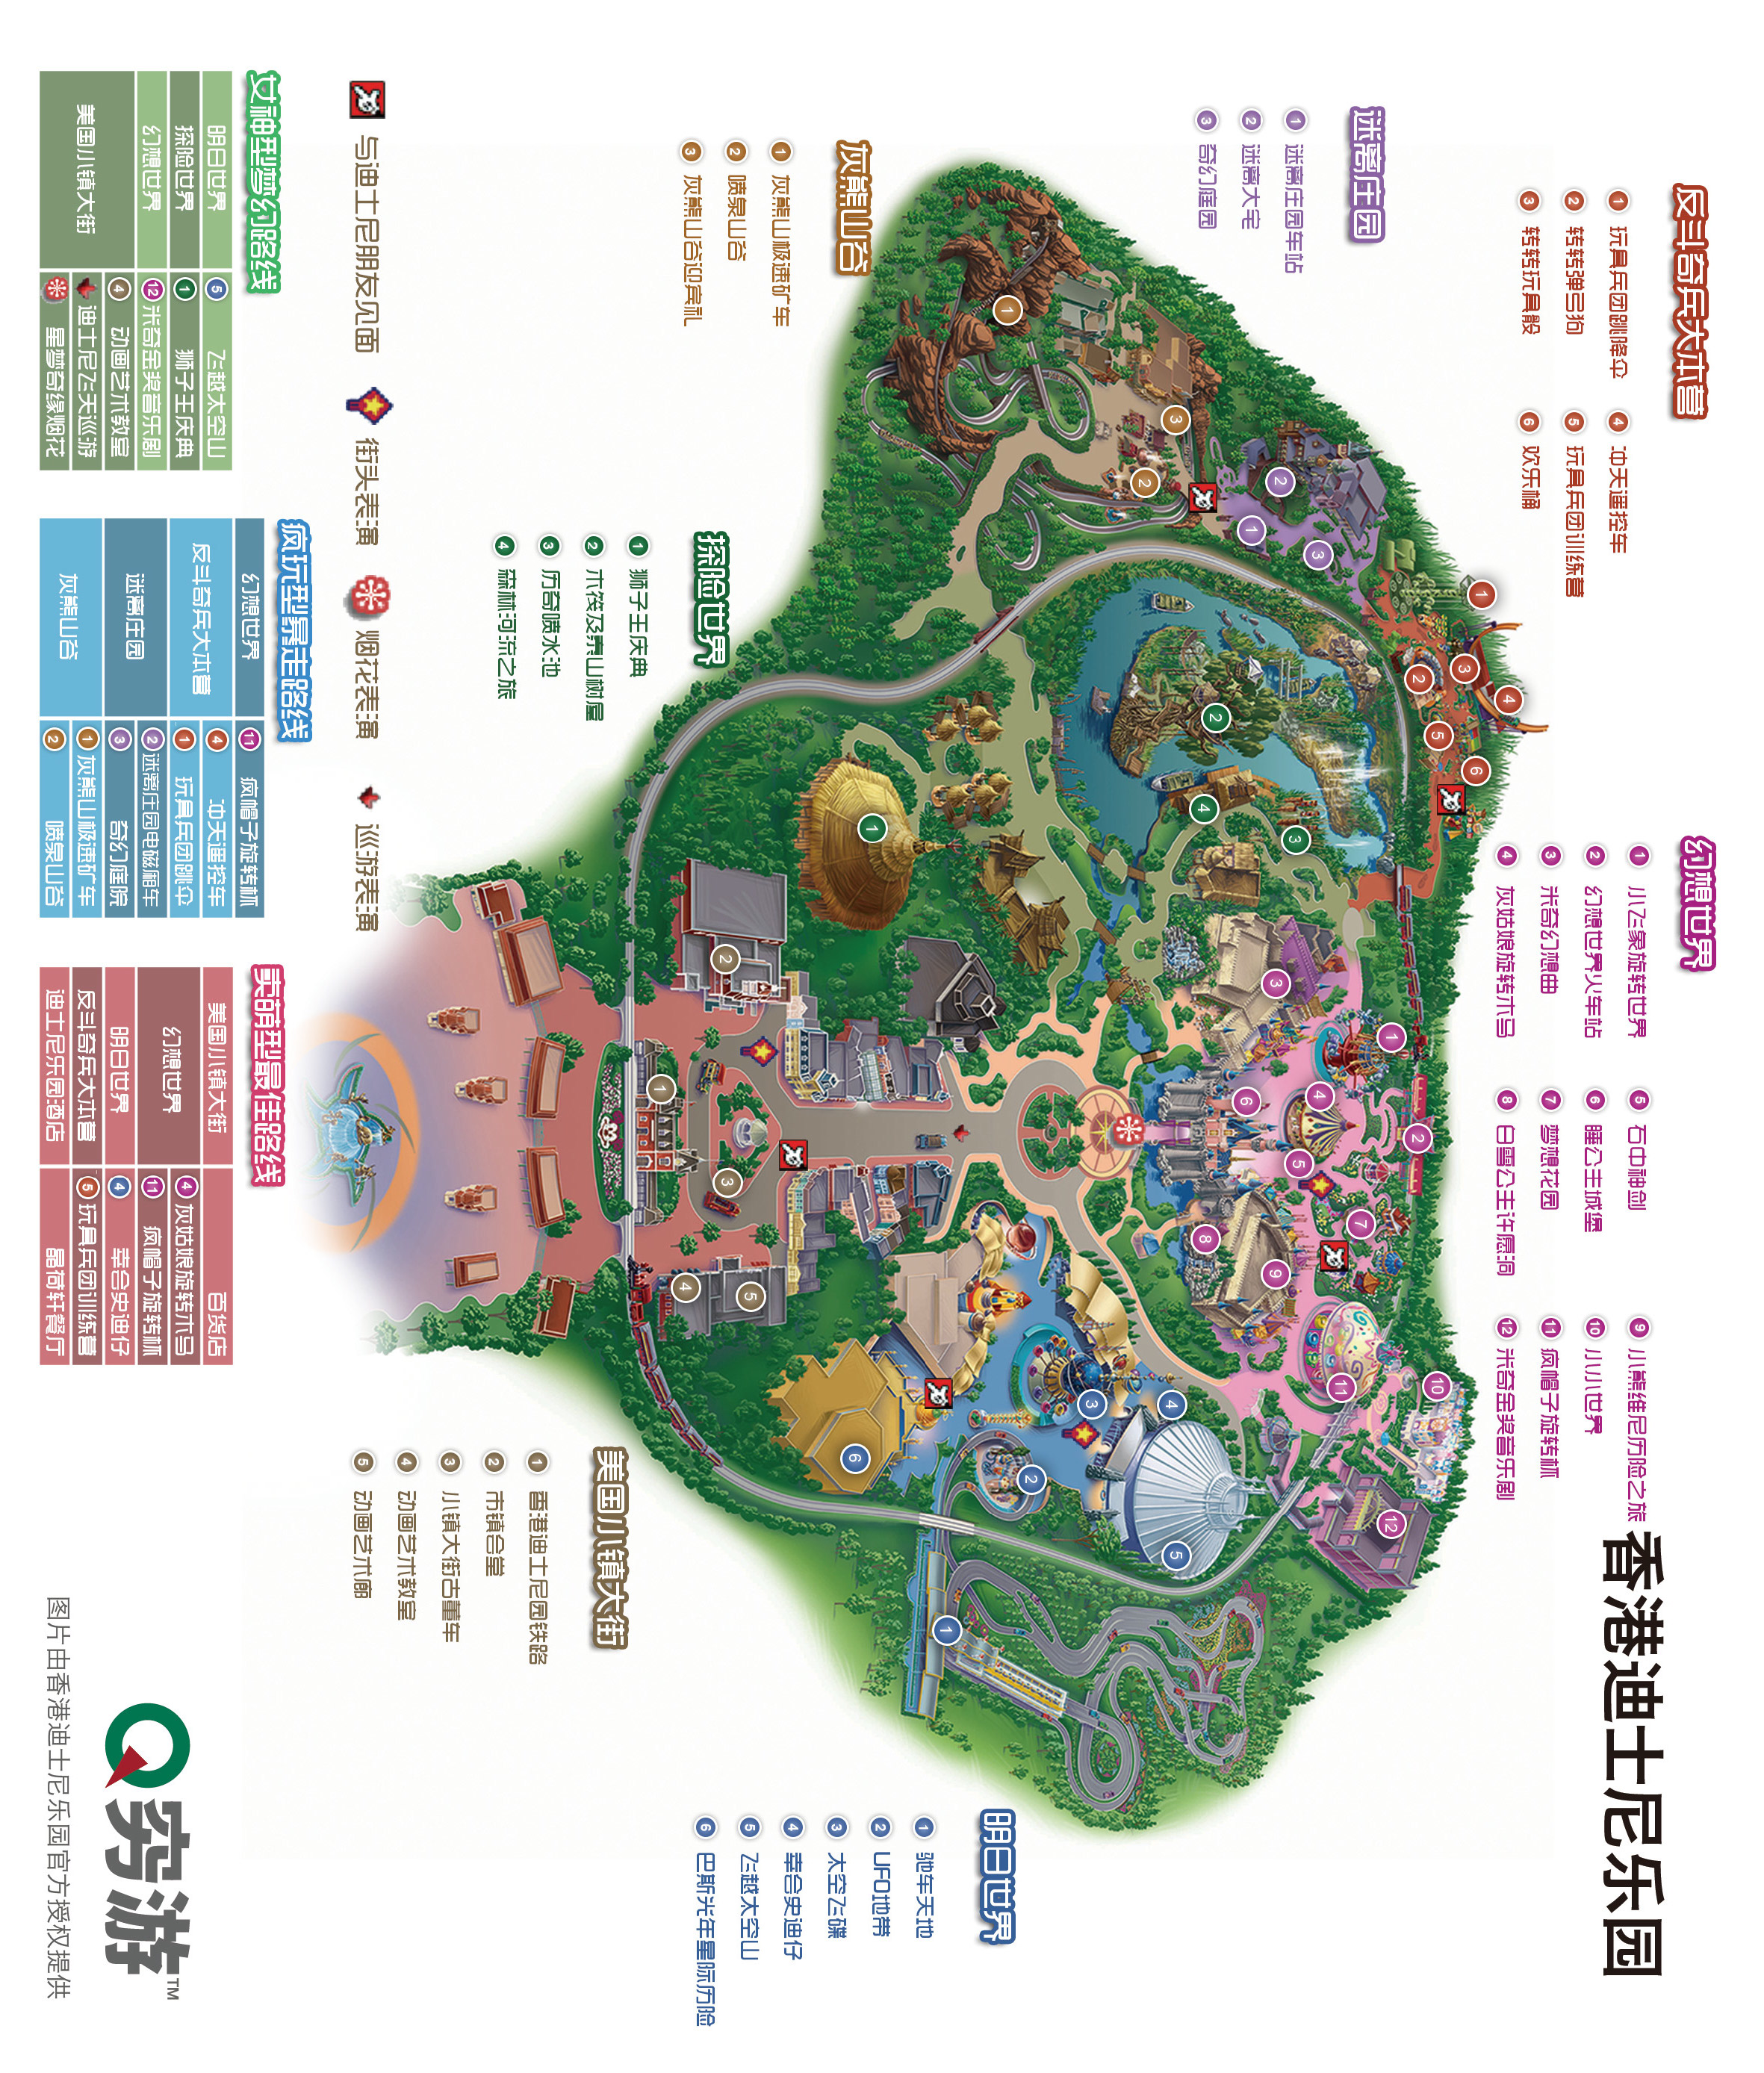 反斗奇兵大本营
1 玩具兵团跳降伞
2 转转弹弓狗
3 转转玩具骰
4 冲天遥控车
5 玩具兵团训练营
6 欢乐桶
幻想世界
1 小飞象旋转世界
2 幻想世界火车站
3 米奇幻想曲
4 灰姑娘旋转木马
5 石中神剑
6 睡公主城堡
7 梦想花园
8 白雪公主许愿洞
9 小熊维尼历险之旅
10 小小世界
11 疯帽子旋转杯
12 米奇金奖音乐剧
香港迪士尼乐园
迷离庄园
1 迷离庄园车站
2 迷离大宅
3 奇幻庭园
灰熊山谷
1 灰熊山极速矿车
2 喷泉山谷
3 灰熊山谷迎宾礼
探险世界
1 狮子王庆典
2 木筏及泰山树屋
3 历奇喷水池
4 森林河流之旅
明日世界
1 驰车天地
2 UFO地带
3 太空飞碟
4 幸会史迪仔
5 飞越太空山
6 巴斯光年星际历险
美国小镇大街
1 香港迪士尼园铁路
2 市镇会堂
3 小镇大街古董车
4 动画艺术教室
5 动画艺术廊
与迪士尼朋友见面
街头表演
烟花表演
巡游表演
女神型梦幻路线
明日世界 5 飞越太空山
探险世界 1 狮子王庆典
幻想世界 12 米奇金奖音乐剧
美国小镇大街 4 动画艺术教室
迪士尼飞天巡游
星梦奇缘烟花
疯玩型暴走路线
幻想世界 11 疯帽子旋转杯
反斗奇兵大本营 4 冲天遥控车
1 玩具兵团跳伞
迷离庄园 2 迷离庄园电磁厢车
3 奇幻庭院
灰熊山谷 1 灰熊山极速矿车
2 喷泉山谷
卖萌型最佳路线
美国小镇大街 百货店
幻想世界 4 灰姑娘旋转木马
11 疯帽子旋转杯
明日世界 4 幸会史迪仔
反斗奇兵大本营 5 玩具兵团训练营
迪士尼乐园酒店 晶荷轩餐厅
穷游™
图片由香港迪士尼乐园官方授权提供